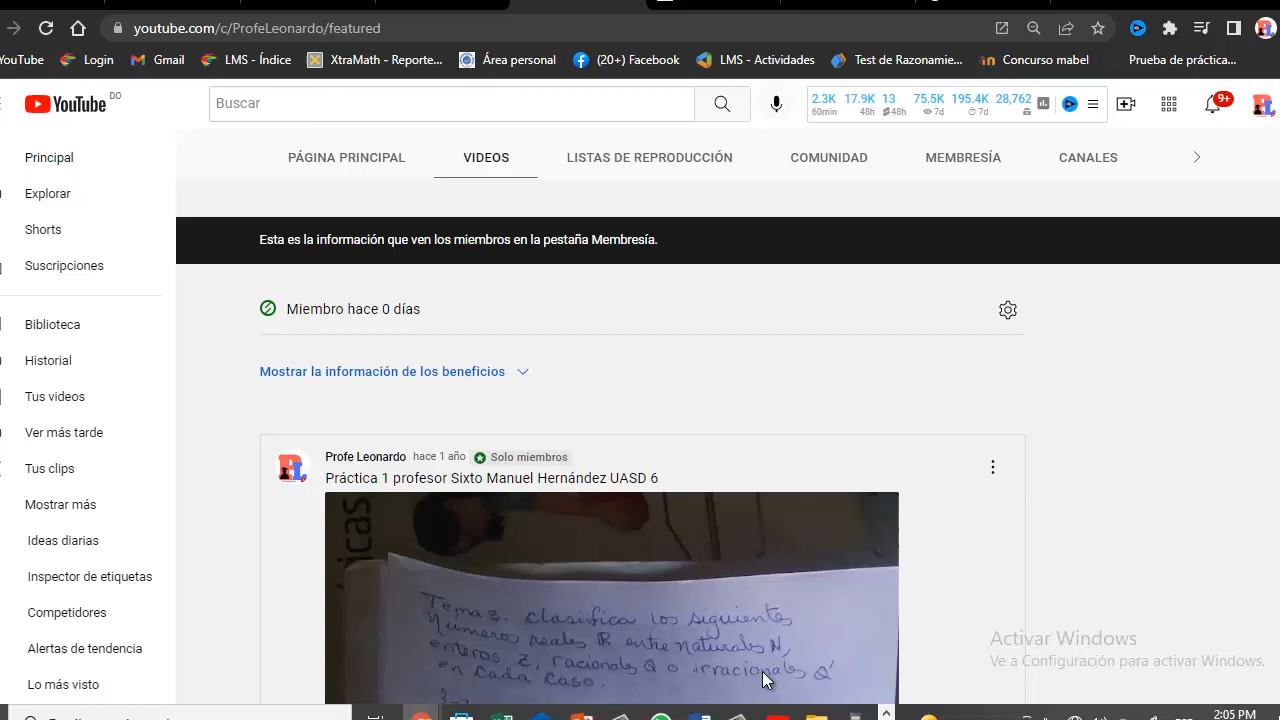 youtube.com/c/ProfeLeonardo/featured
YouTube
Login
Gmail
LMS - Índice
XtraMath - Reporte...
Área personal
(20+) Facebook
LMS - Actividades
Test de Razonamie...
Concurso mabel
Prueba de práctica...
YouTube DO
Buscar
2.3K 17.9K 13 75.5K 195.4K 28,762
60min 48h 48h 7d 7d
9+
Principal
Explorar
Shorts
Suscripciones
Biblioteca
Historial
Tus videos
Ver más tarde
Tus clips
Mostrar más
Ideas diarias
Inspector de etiquetas
Competidores
Alertas de tendencia
Lo más visto
PÁGINA PRINCIPAL
VIDEOS
LISTAS DE REPRODUCCIÓN
COMUNIDAD
MEMBRESÍA
CANALES
Esta es la información que ven los miembros en la pestaña Membresía.
Miembro hace 0 días
Mostrar la información de los beneficios
Profe Leonardo hace 1 año Solo miembros
Práctica 1 profesor Sixto Manuel Hernández UASD 6
icas
Tema 3. clasifica los siguientes
Números reales R entre naturales N,
enteros Z, racionales Q o irracionales Q'
en cada caso.
Activar Windows
Ve a Configuración para activar Windows.
2:05 PM